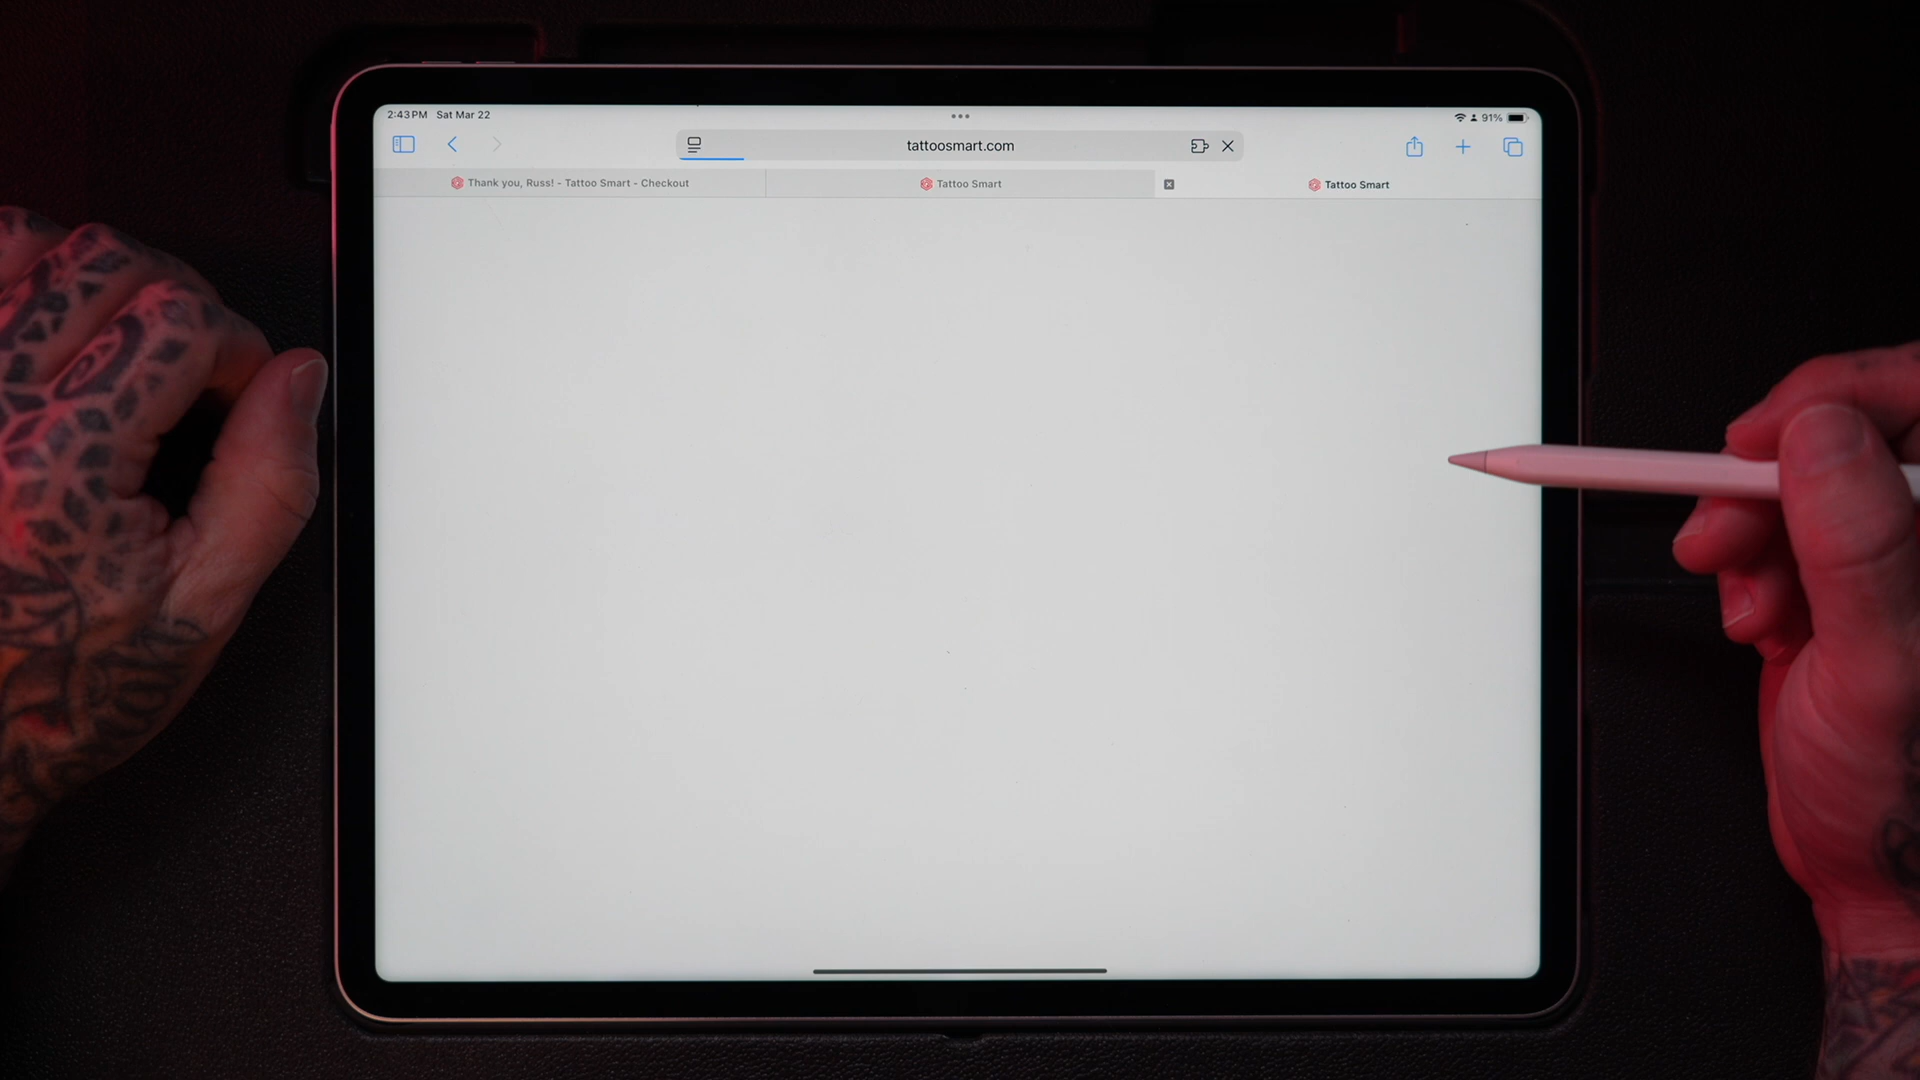 2:43 PM Sat Mar 22
91%
tattoosmart.com
Thank you, Russ! - Tattoo Smart - Checkout
Tattoo Smart
Tattoo Smart